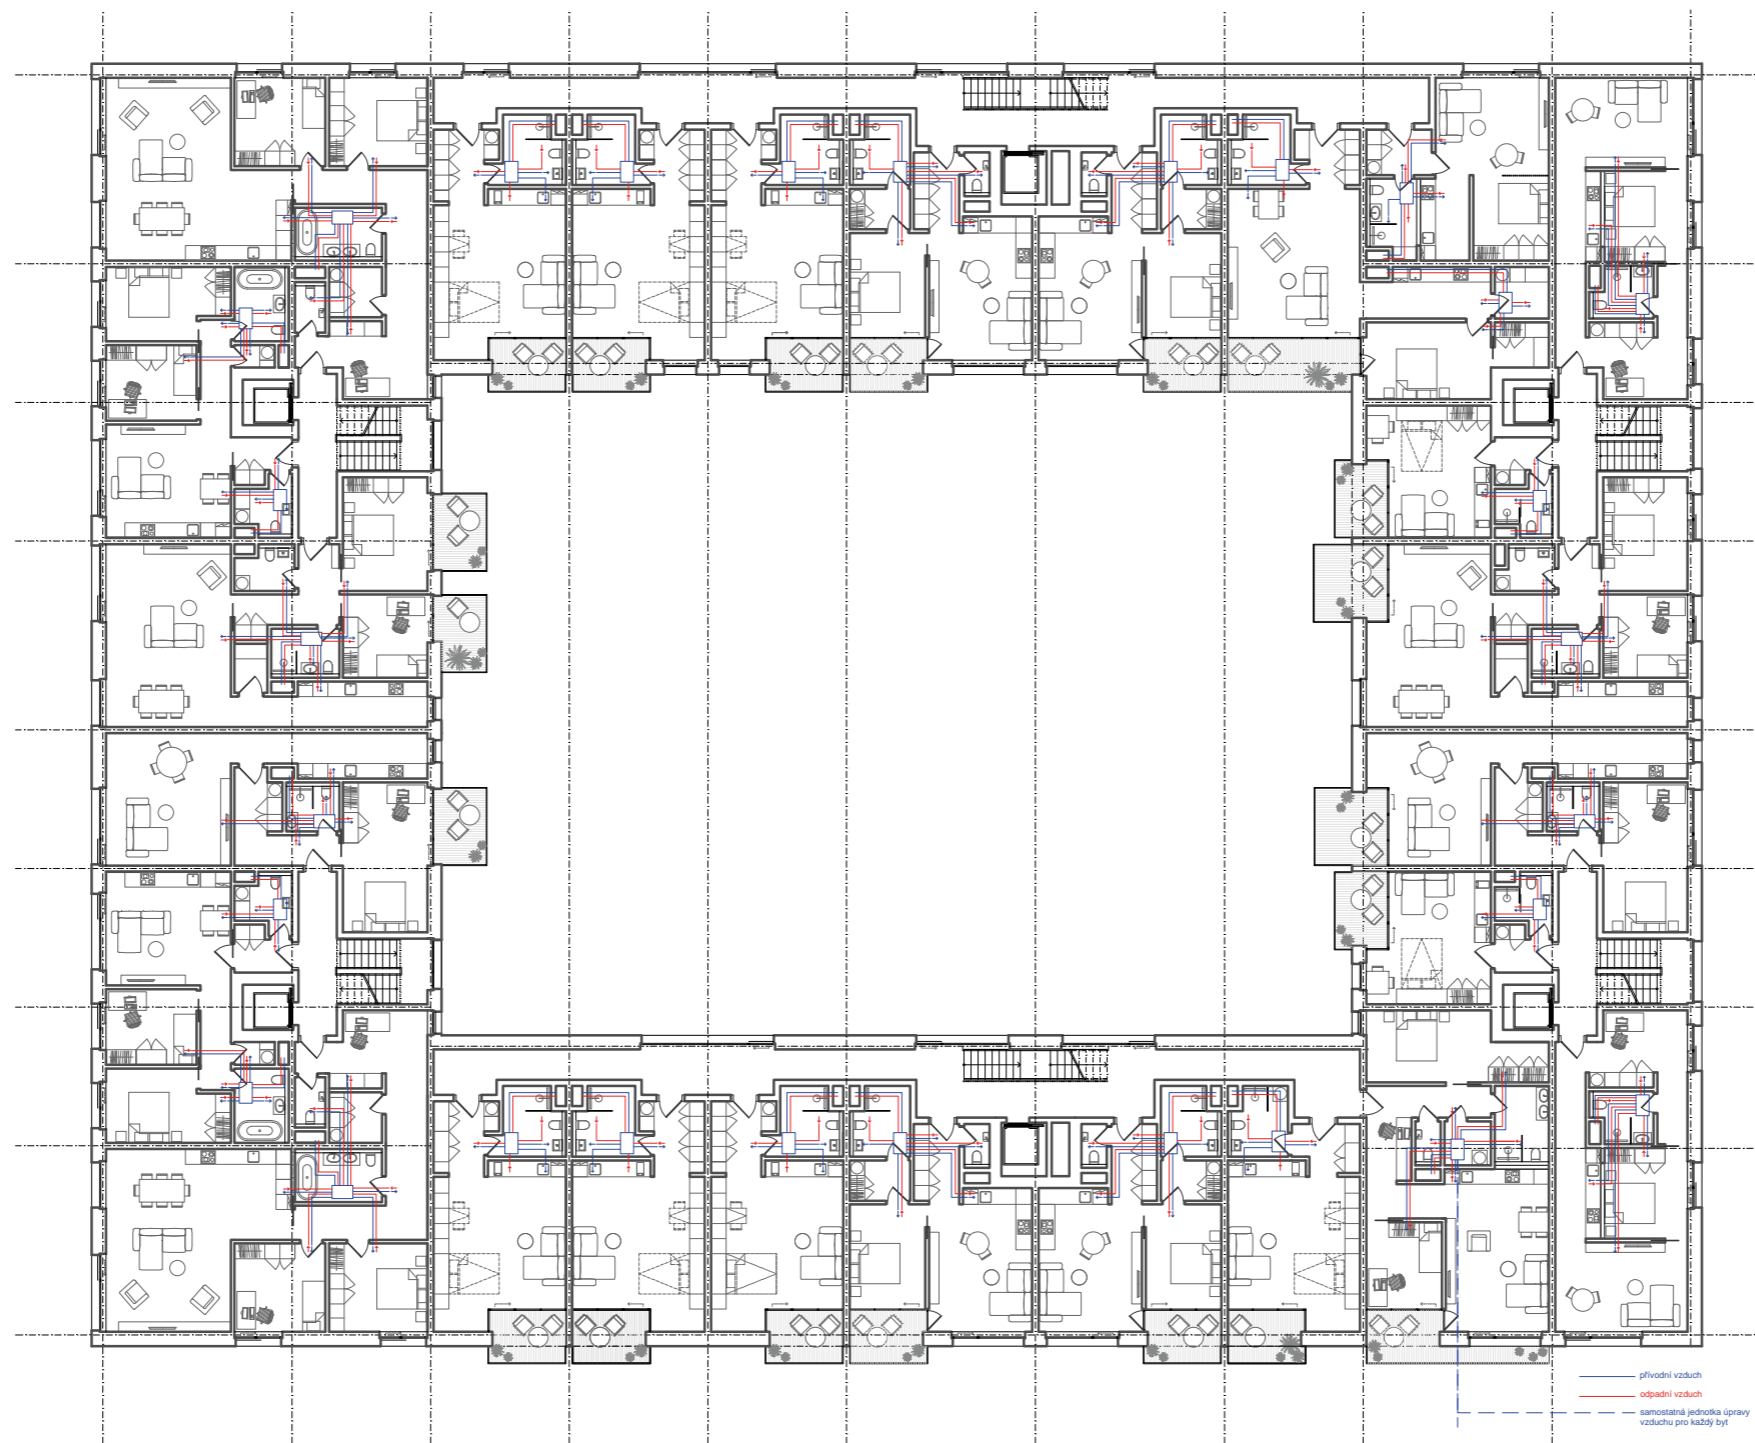 přívodní vzduch
odpadní vzduch
samostatná jednotka úpravy
vzduchu pro každý byt